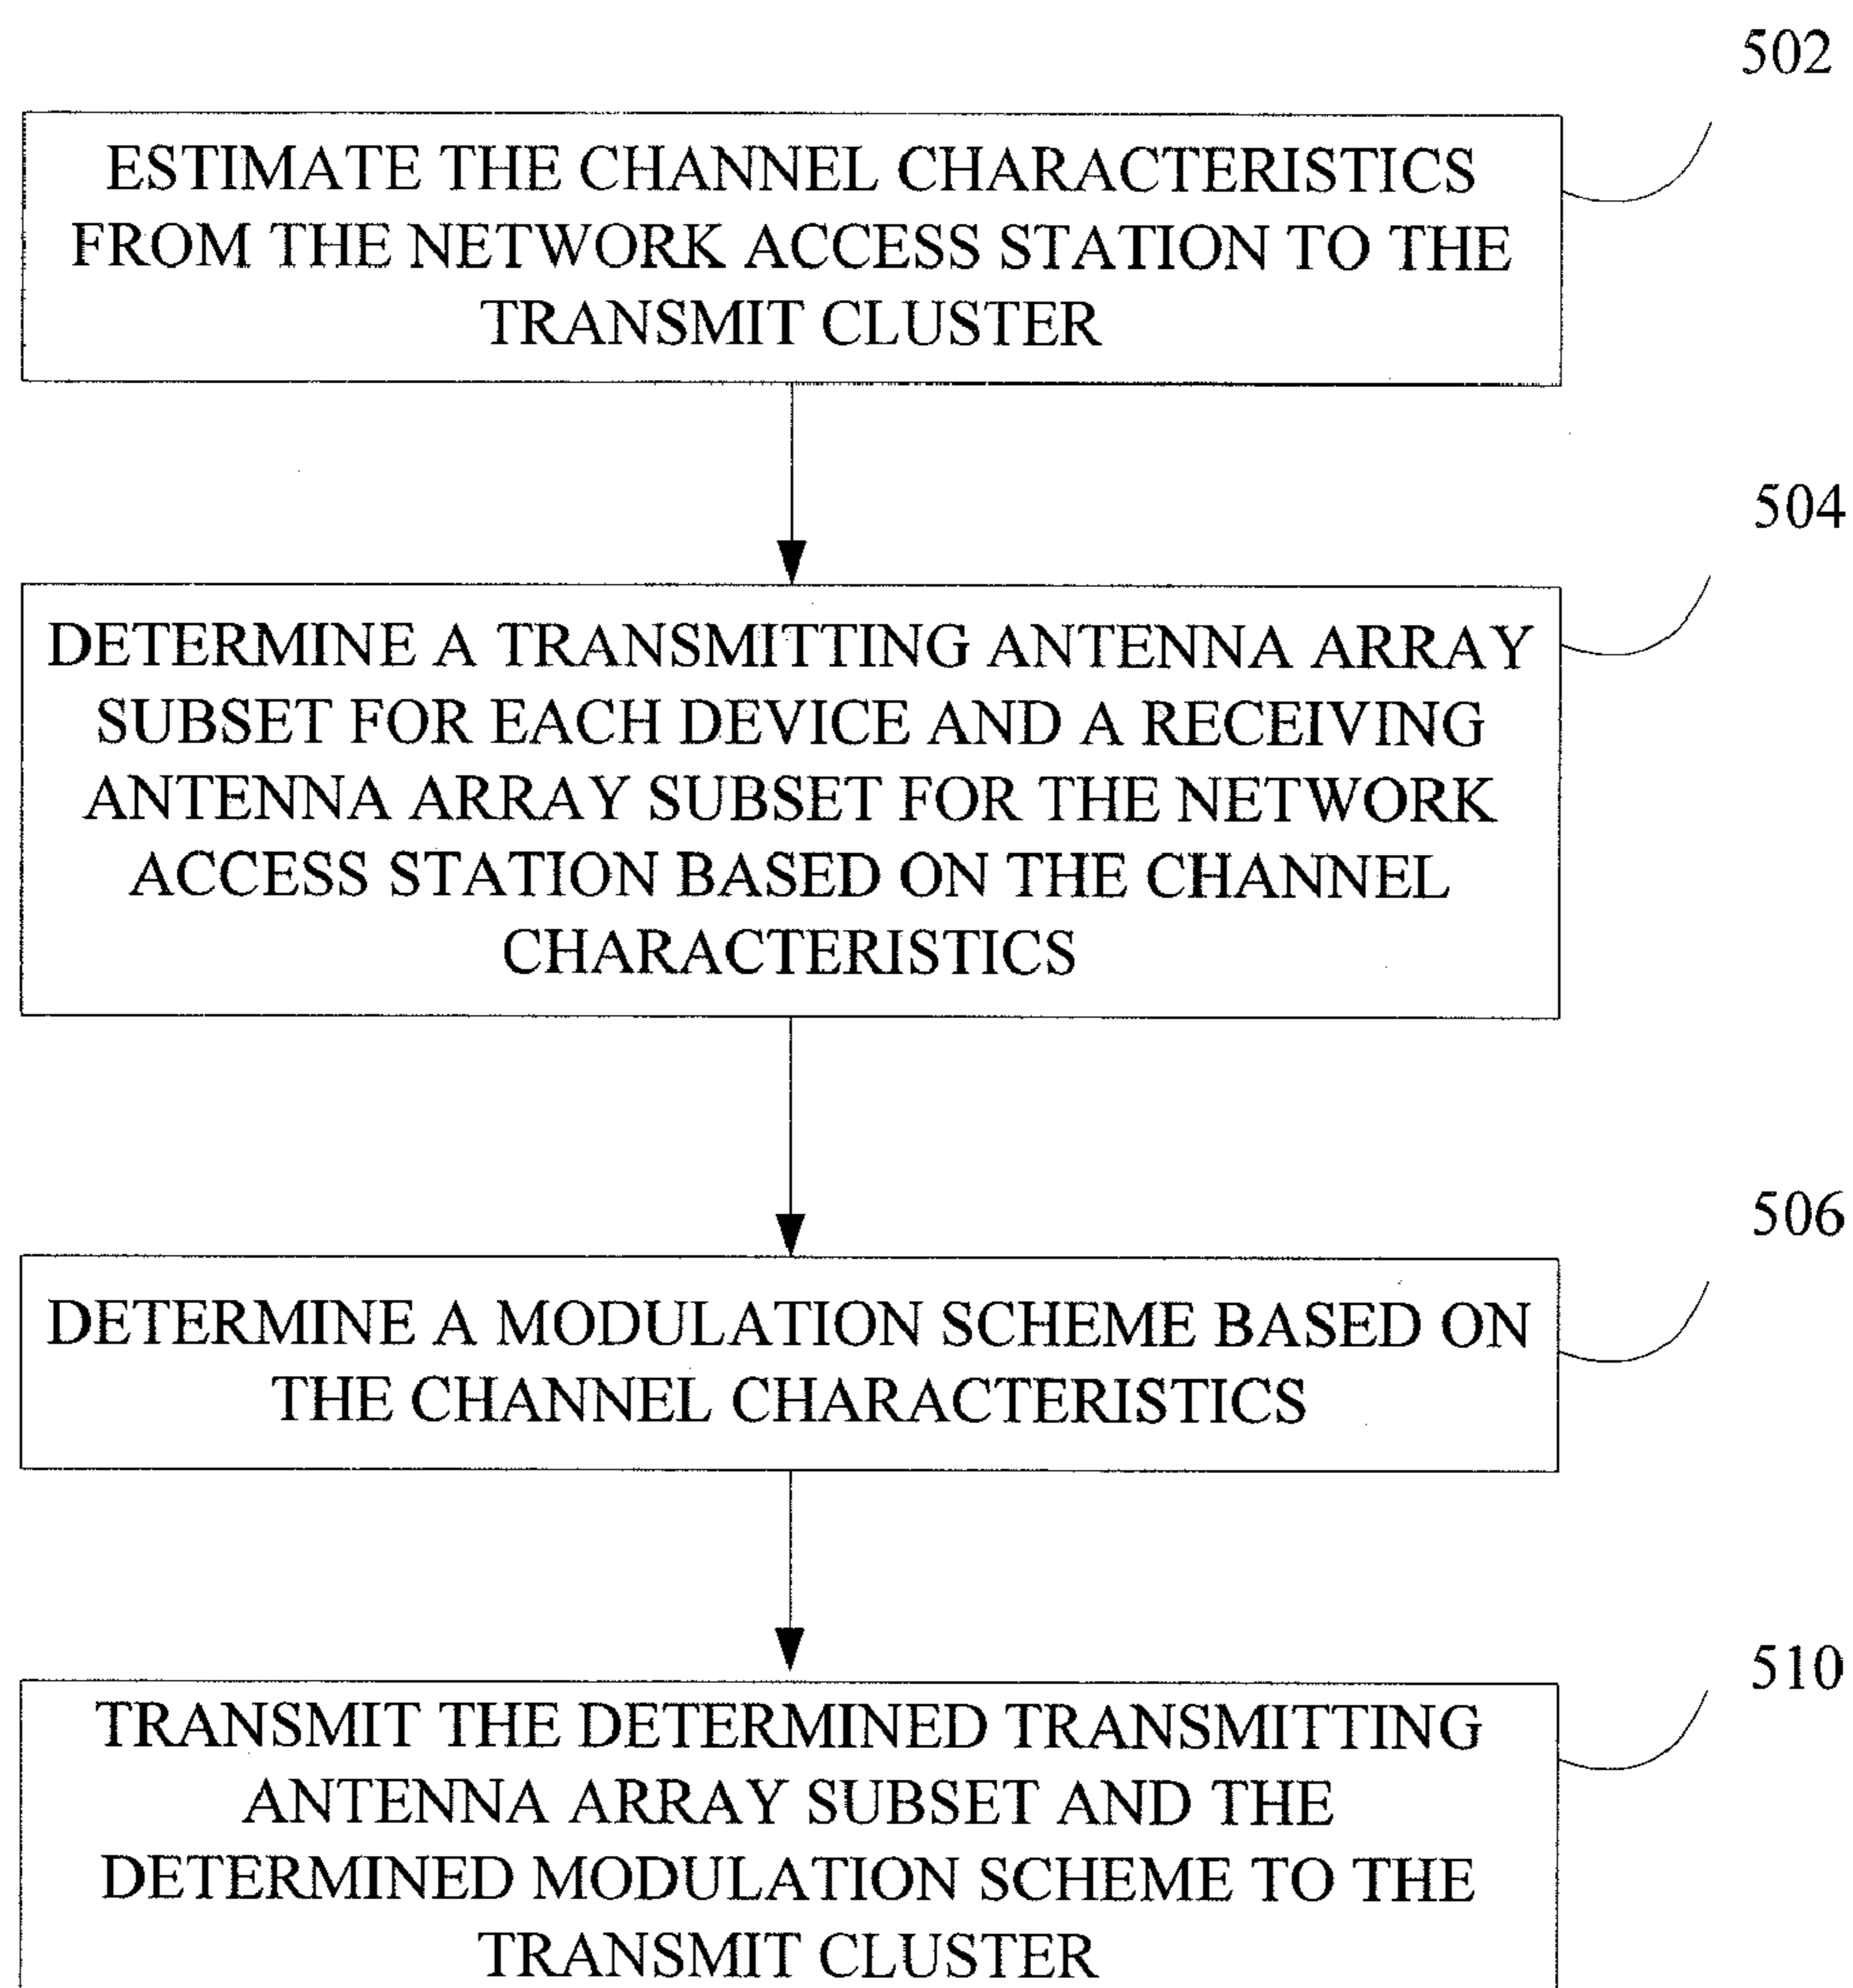 502
ESTIMATE THE CHANNEL CHARACTERISTICS
FROM THE NETWORK ACCESS STATION TO THE
TRANSMIT CLUSTER
504
DETERMINE A TRANSMITTING ANTENNA ARRAY
SUBSET FOR EACH DEVICE AND A RECEIVING
ANTENNA ARRAY SUBSET FOR THE NETWORK
ACCESS STATION BASED ON THE CHANNEL
CHARACTERISTICS
506
DETERMINE A MODULATION SCHEME BASED ON
THE CHANNEL CHARACTERISTICS
510
TRANSMIT THE DETERMINED TRANSMITTING
ANTENNA ARRAY SUBSET AND THE
DETERMINED MODULATION SCHEME TO THE
TRANSMIT CLUSTER